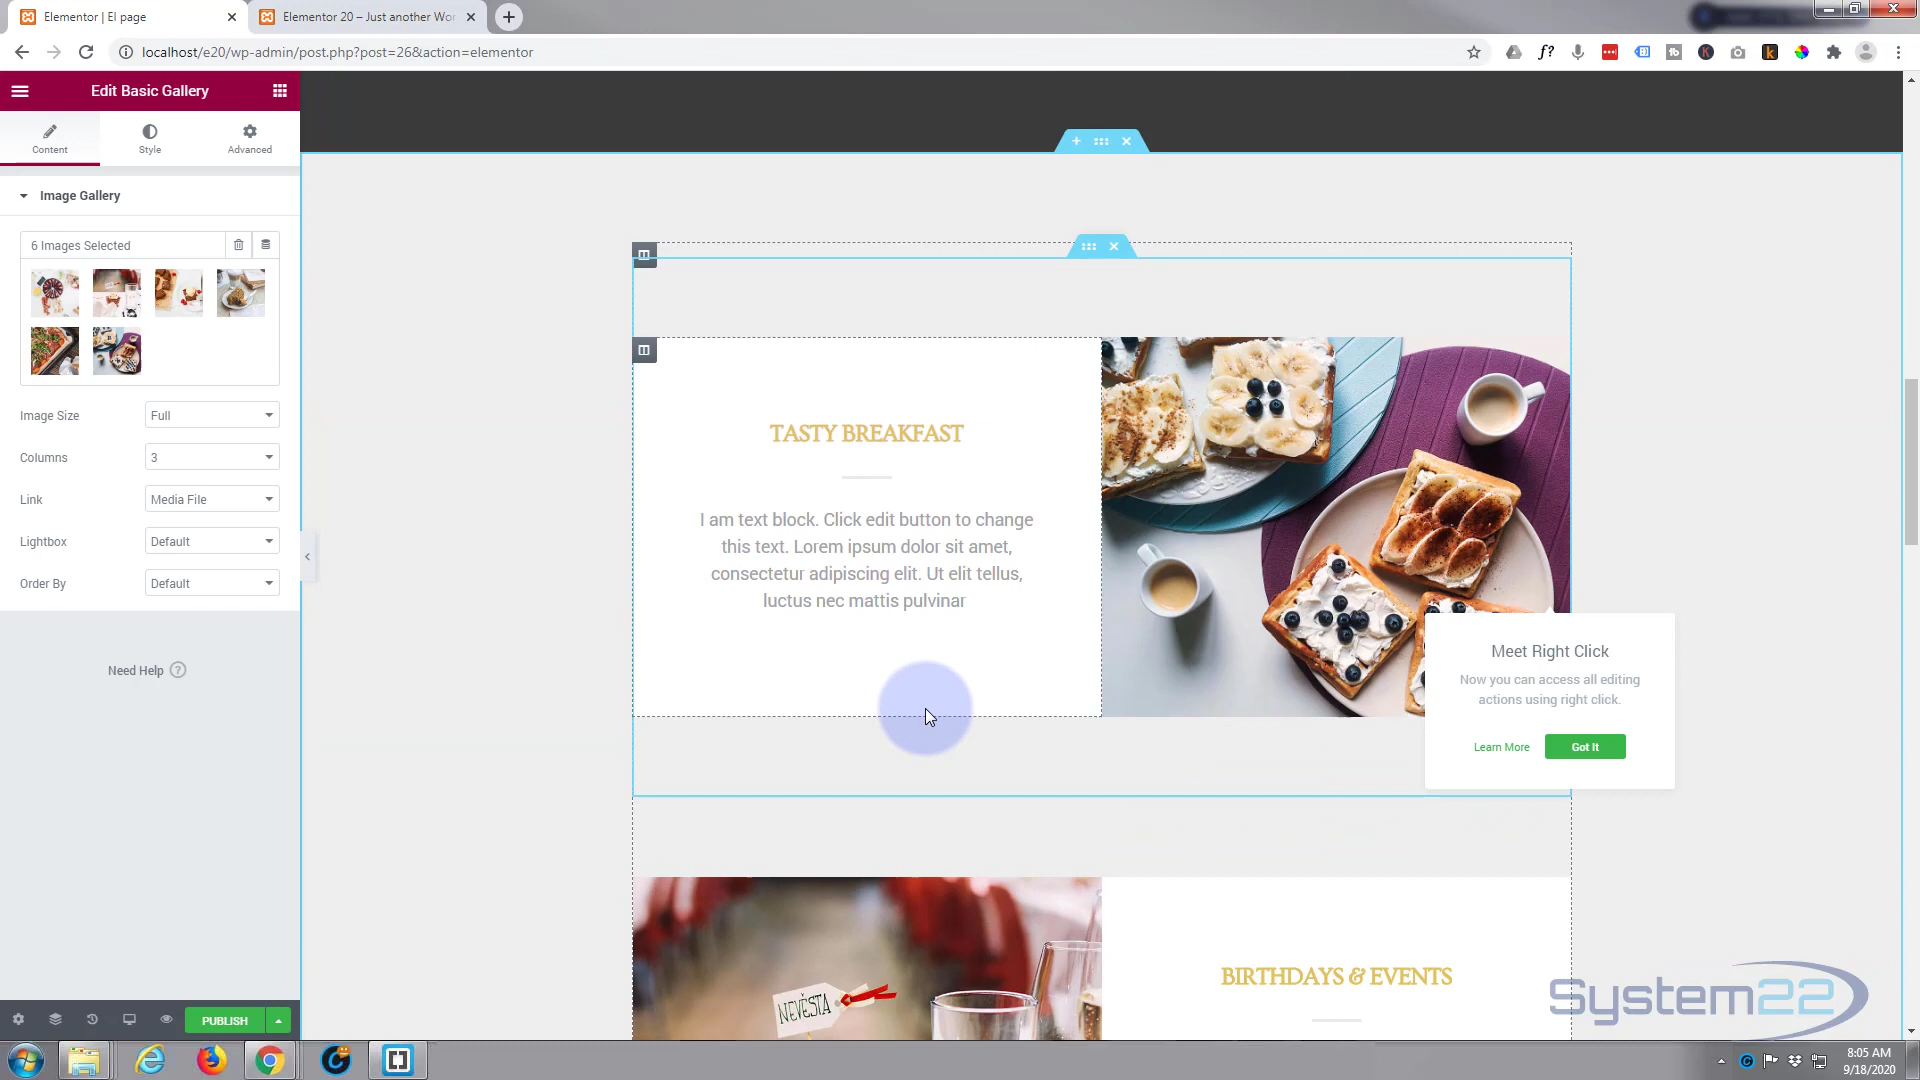 Elementor | El page
Elementor 20 – Just another Wor
localhost/e20/wp-admin/post.php?post=26&action=elementor
Edit Basic Gallery
Content
Style
Advanced
Image Gallery
6 Images Selected
Image Size
Full
Columns
3
Link
Media File
Lightbox
Default
Order By
Default
Need Help ?
PUBLISH
TASTY BREAKFAST
I am text block. Click edit button to change
this text. Lorem ipsum dolor sit amet,
consectetur adipiscing elit. Ut elit tellus,
luctus nec mattis pulvinar
Meet Right Click
Now you can access all editing
actions using right click.
Learn More
Got It
NEVĚSTA
BIRTHDAYS & EVENTS
System22
8:05 AM
9/18/2020